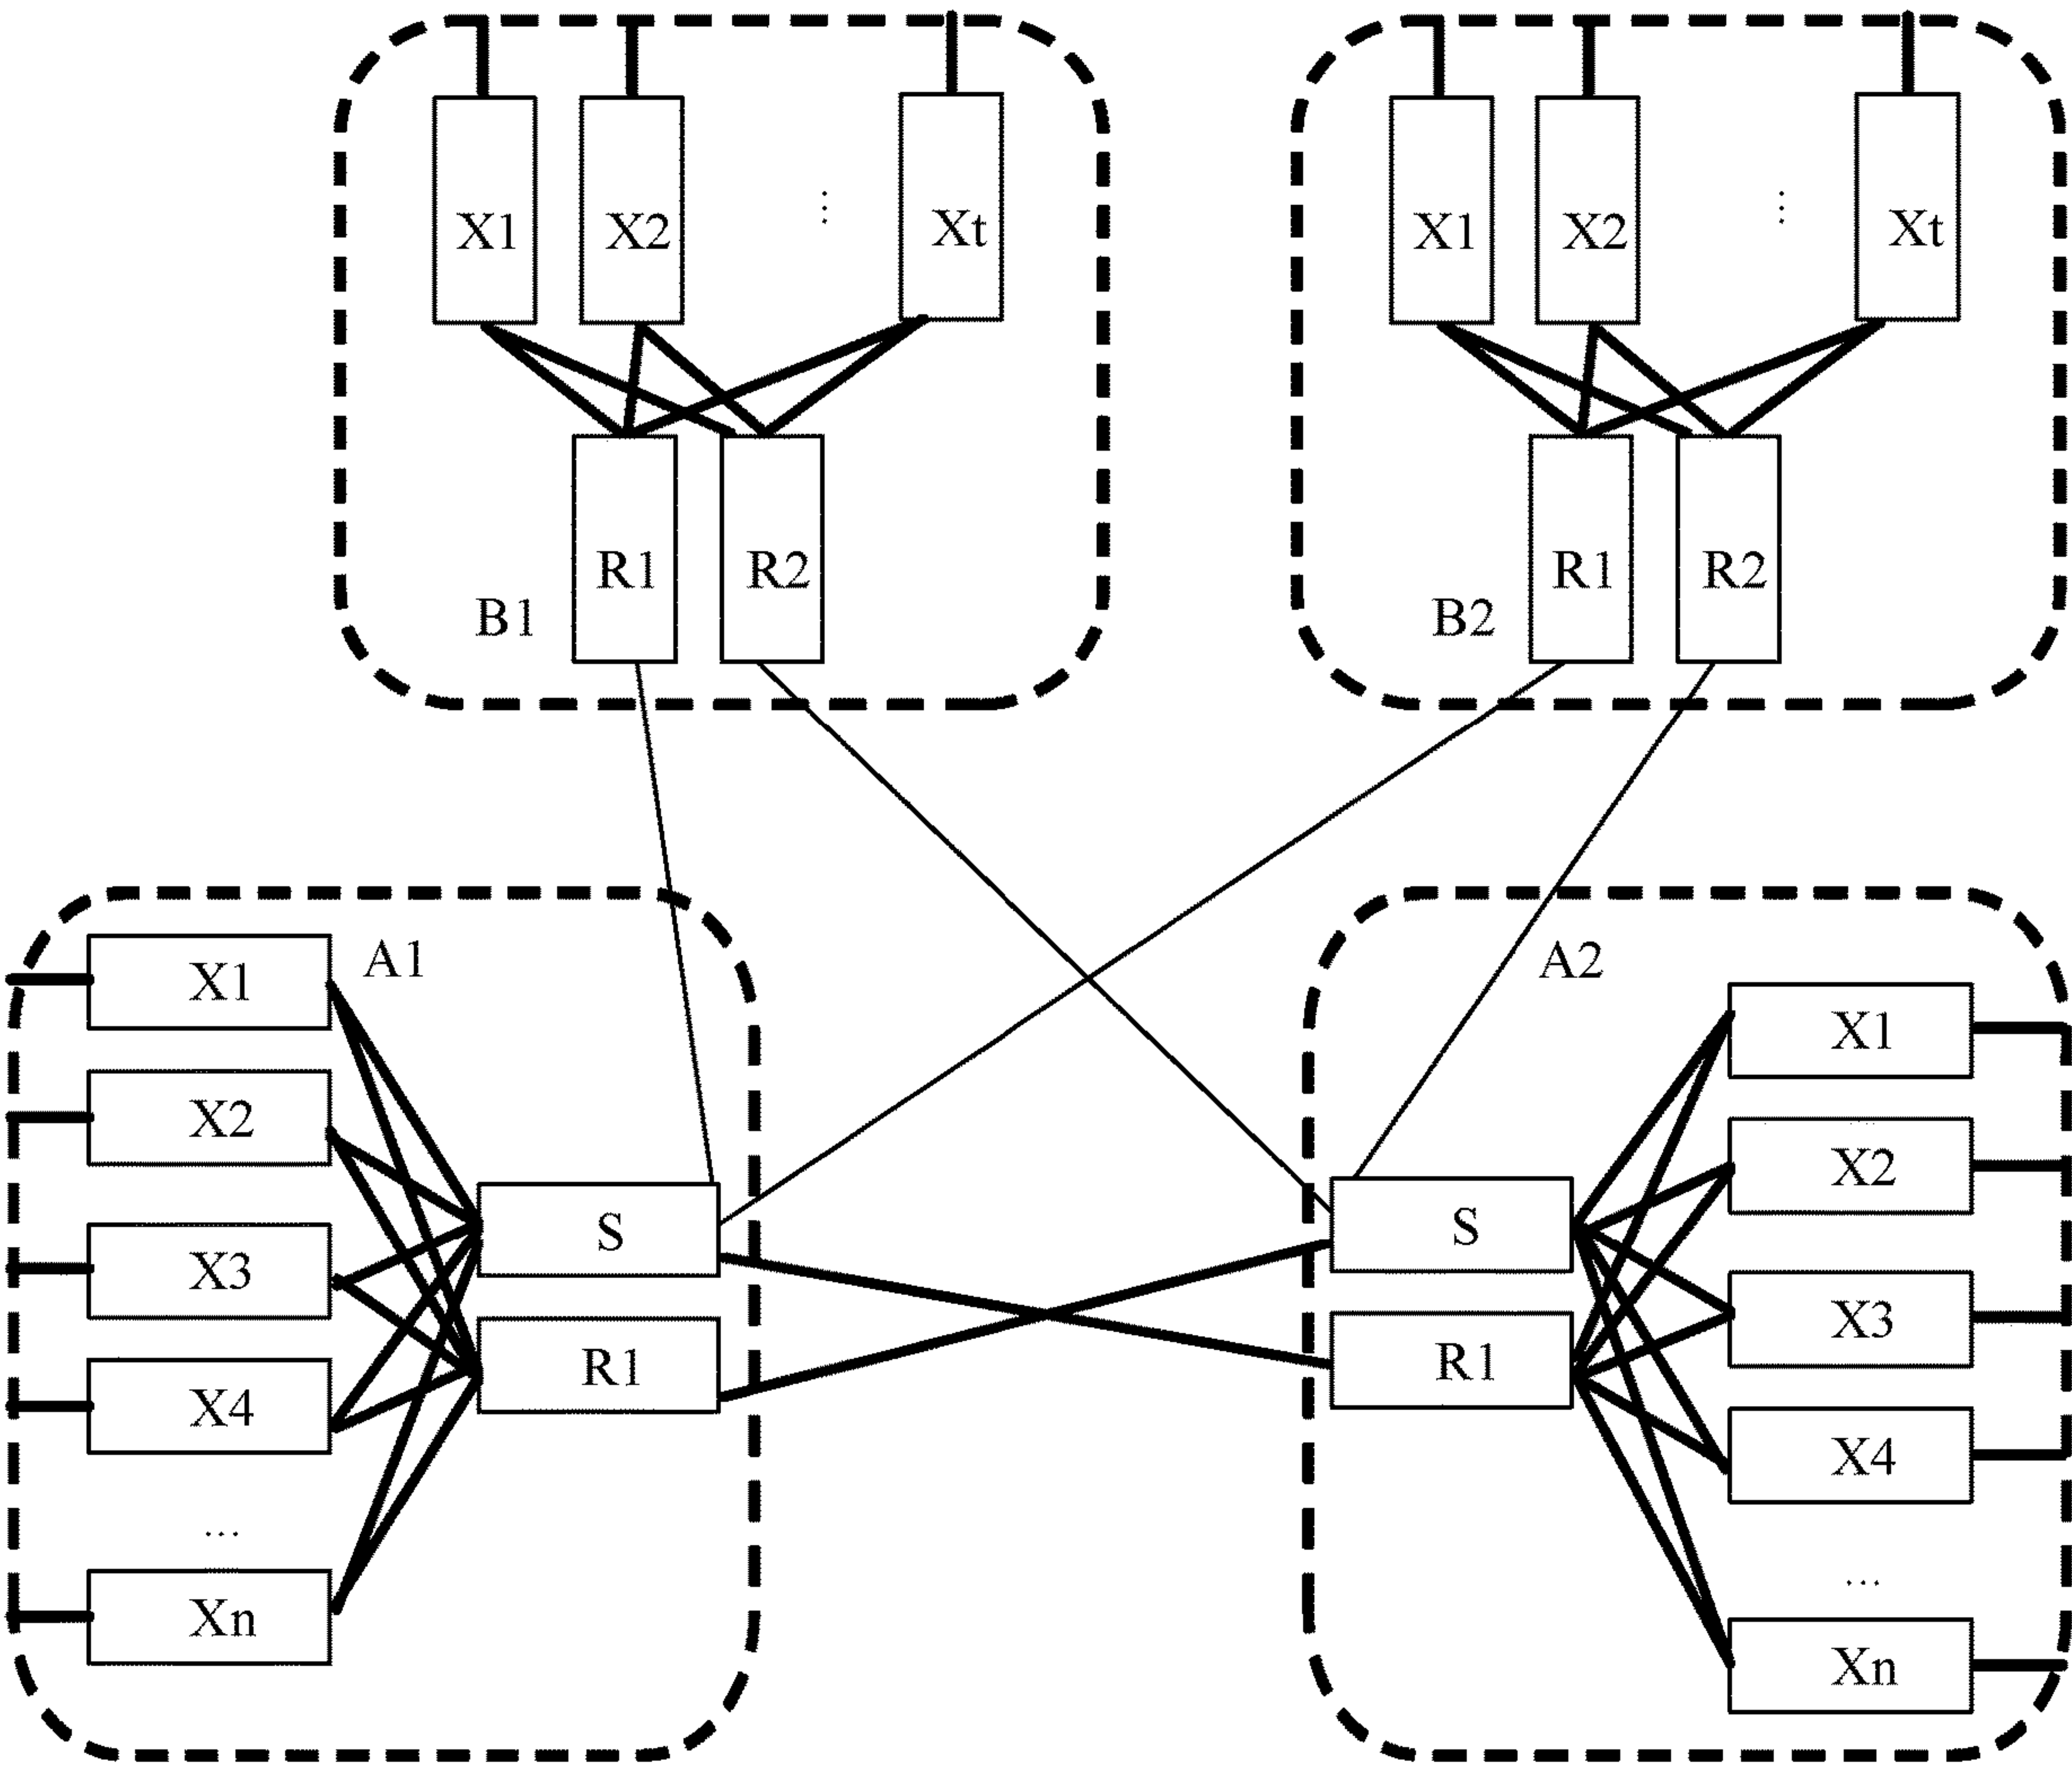 X1 X2 ⋮ Xt
R1 R2
B1
X1 X2 ⋮ Xt
R1 R2
B2
A1
X1
X2
X3
X4
...
Xn
S
R1
A2
S
R1
X1
X2
X3
X4
...
Xn